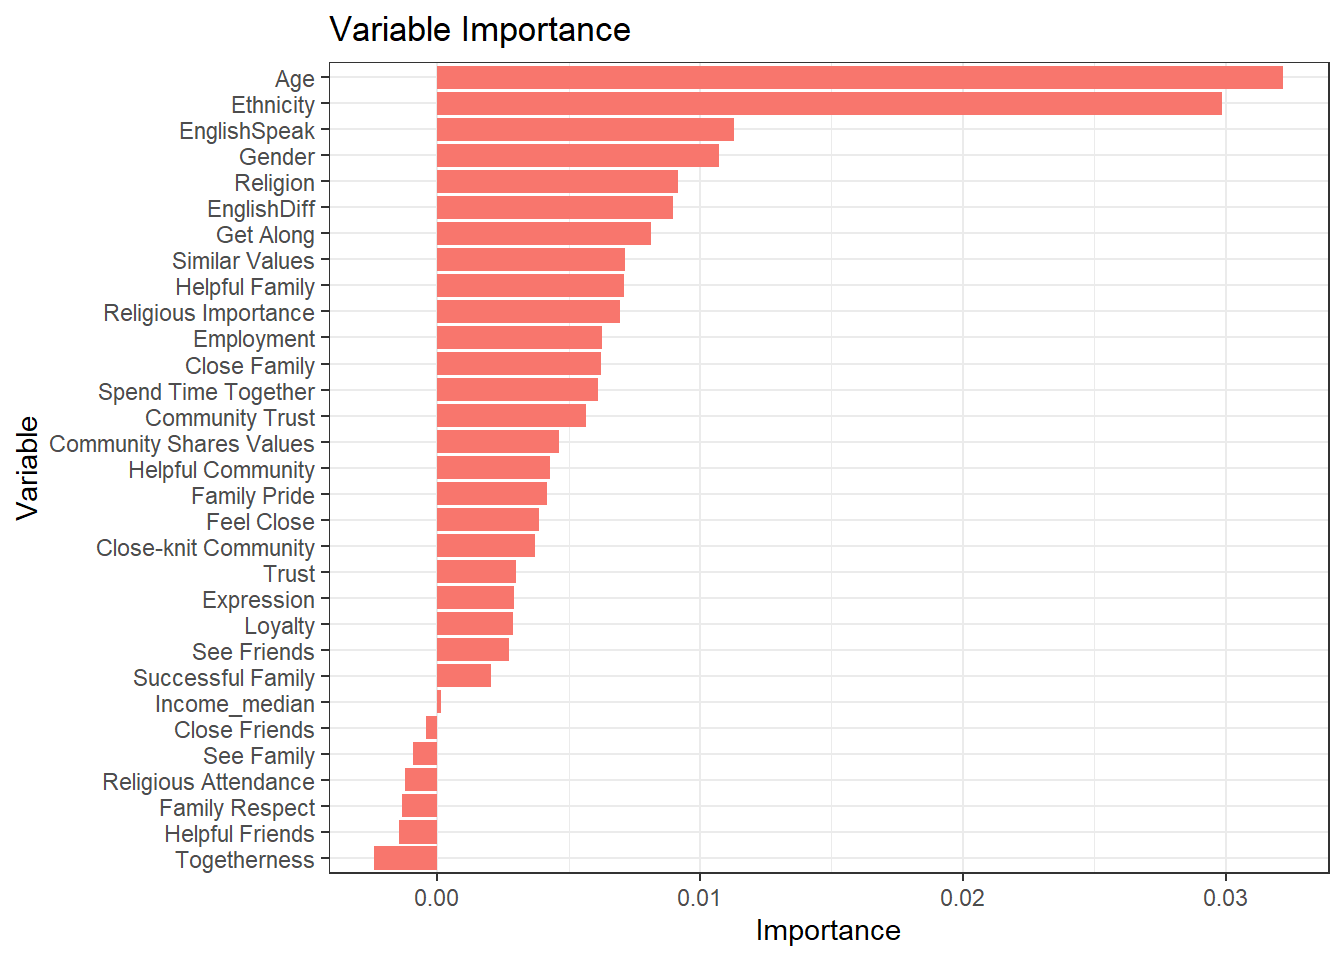 Variable Importance
Variable
Age
Ethnicity
EnglishSpeak
Gender
Religion
EnglishDiff
Get Along
Similar Values
Helpful Family
Religious Importance
Employment
Close Family
Spend Time Together
Community Trust
Community Shares Values
Helpful Community
Family Pride
Feel Close
Close-knit Community
Trust
Expression
Loyalty
See Friends
Successful Family
Income_median
Close Friends
See Family
Religious Attendance
Family Respect
Helpful Friends
Togetherness
0.00 0.01 0.02 0.03
Importance